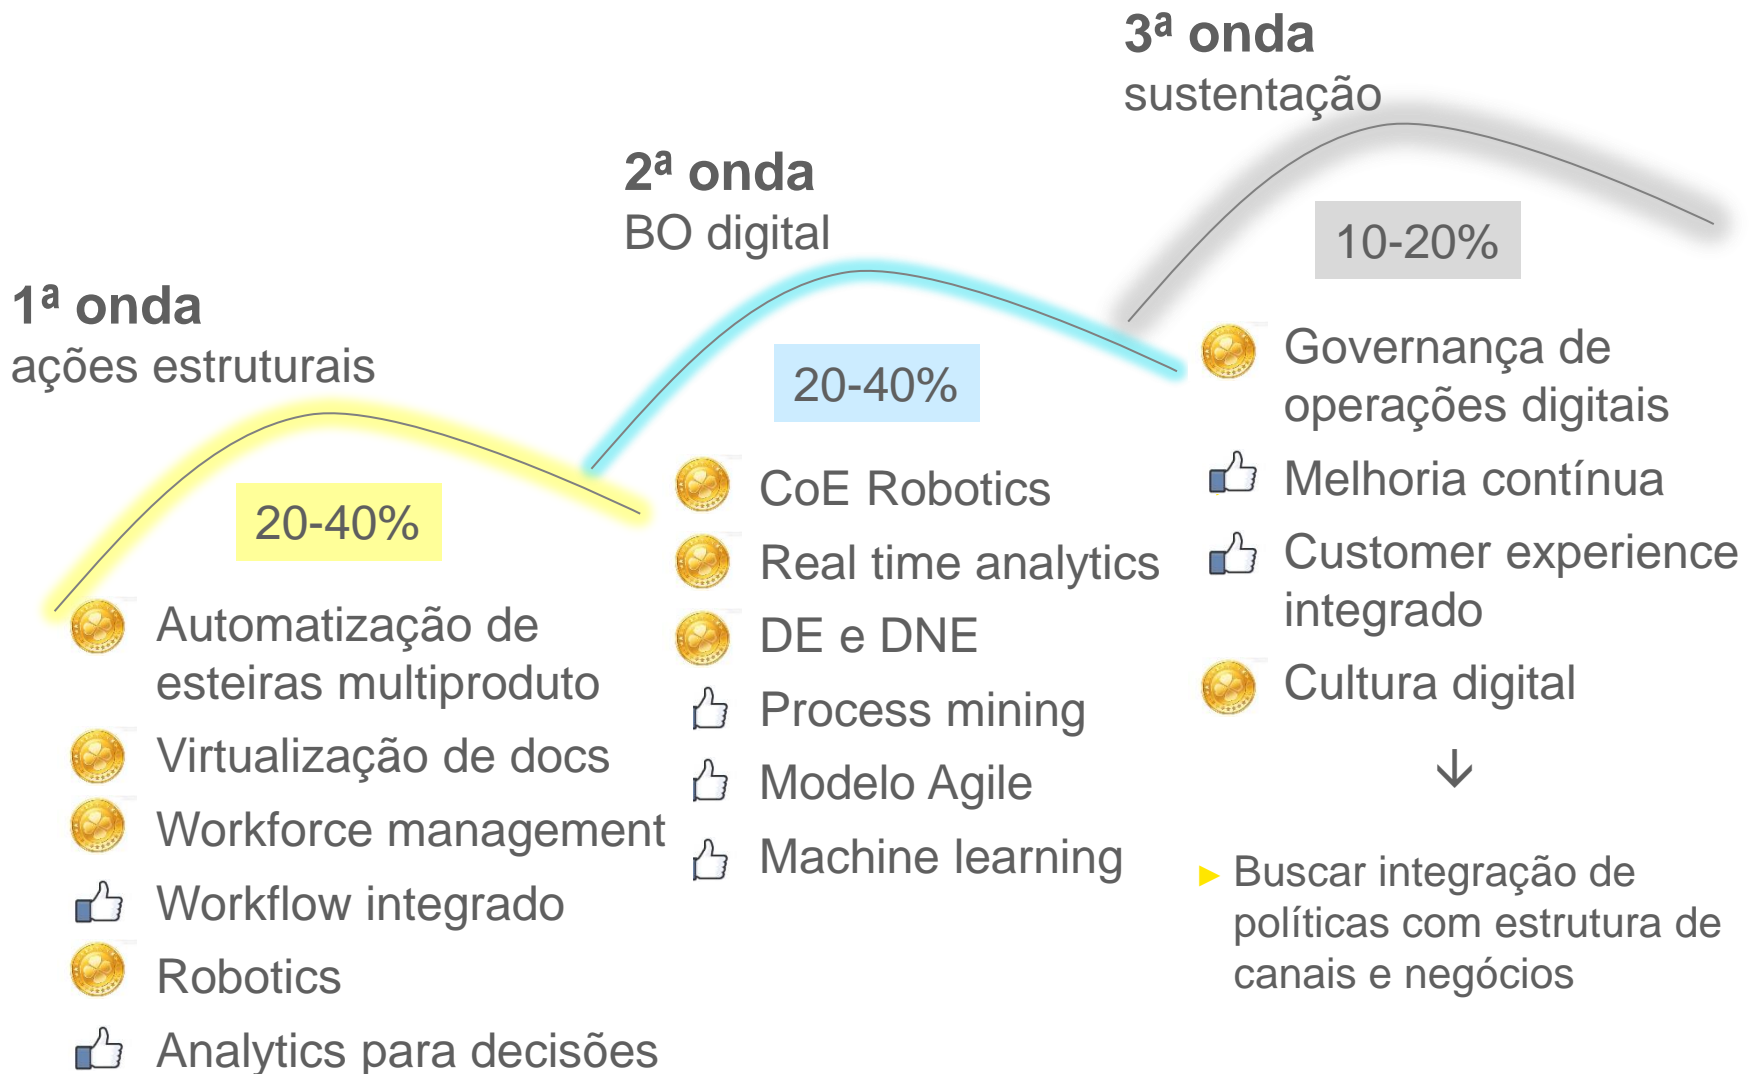 1ª onda
ações estruturais
20-40%
Automatização de
esteiras multiproduto
Virtualização de docs
Workforce management
Workflow integrado
Robotics
Analytics para decisões
2ª onda
BO digital
20-40%
CoE Robotics
Real time analytics
DE e DNE
Process mining
Modelo Agile
Machine learning
3ª onda
sustentação
10-20%
Governança de
operações digitais
Melhoria contínua
Customer experience
integrado
Cultura digital
Buscar integração de
políticas com estrutura de
canais e negócios